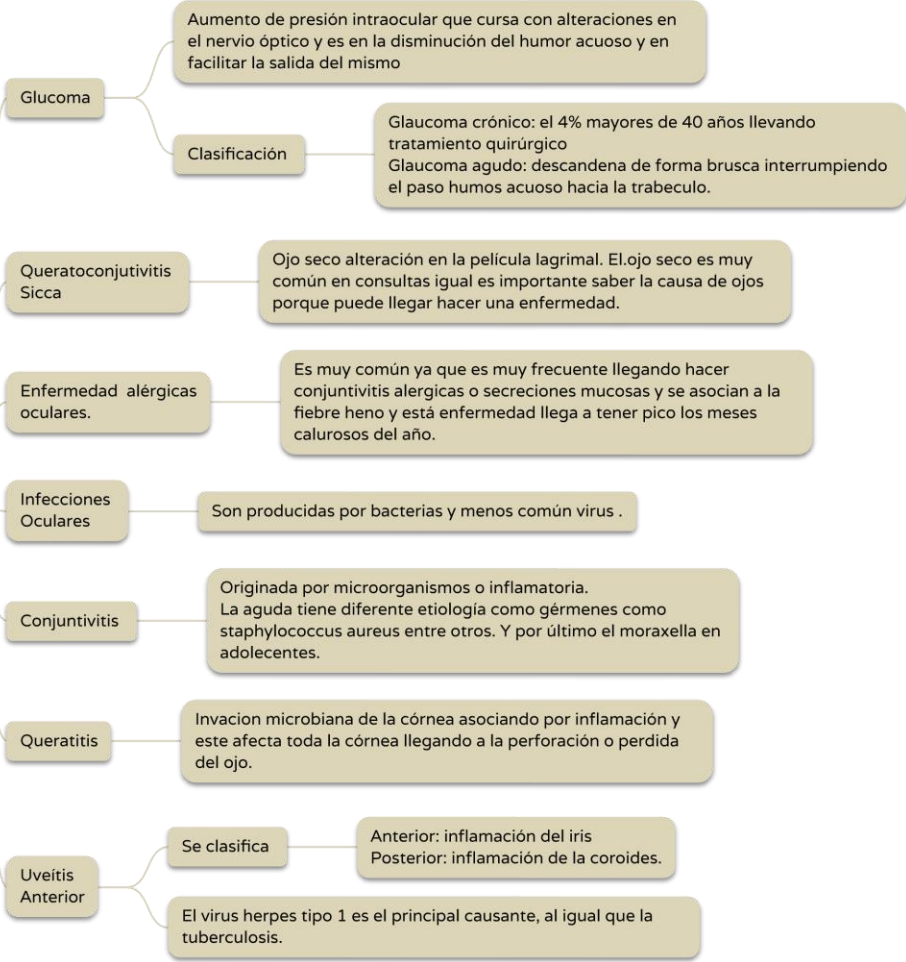 Glucoma
Aumento de presión intraocular que cursa con alteraciones en
el nervio óptico y es en la disminución del humor acuoso y en
facilitar la salida del mismo
Clasificación
Glaucoma crónico: el 4% mayores de 40 años llevando
tratamiento quirúrgico
Glaucoma agudo: descandena de forma brusca interrumpiendo
el paso humos acuoso hacia la trabeculo.
Queratoconjutivitis
Sicca
Ojo seco alteración en la película lagrimal. El.ojo seco es muy
común en consultas igual es importante saber la causa de ojos
porque puede llegar hacer una enfermedad.
Enfermedad alérgicas
oculares.
Es muy común ya que es muy frecuente llegando hacer
conjuntivitis alergicas o secreciones mucosas y se asocian a la
fiebre heno y está enfermedad llega a tener pico los meses
calurosos del año.
Infecciones
Oculares
Son producidas por bacterias y menos común virus .
Conjuntivitis
Originada por microorganismos o inflamatoria.
La aguda tiene diferente etiología como gérmenes como
staphylococcus aureus entre otros. Y por último el moraxella en
adolecentes.
Queratitis
Invacion microbiana de la córnea asociando por inflamación y
este afecta toda la córnea llegando a la perforación o perdida
del ojo.
Uveítis
Anterior
Se clasifica
Anterior: inflamación del iris
Posterior: inflamación de la coroides.
El virus herpes tipo 1 es el principal causante, al igual que la
tuberculosis.